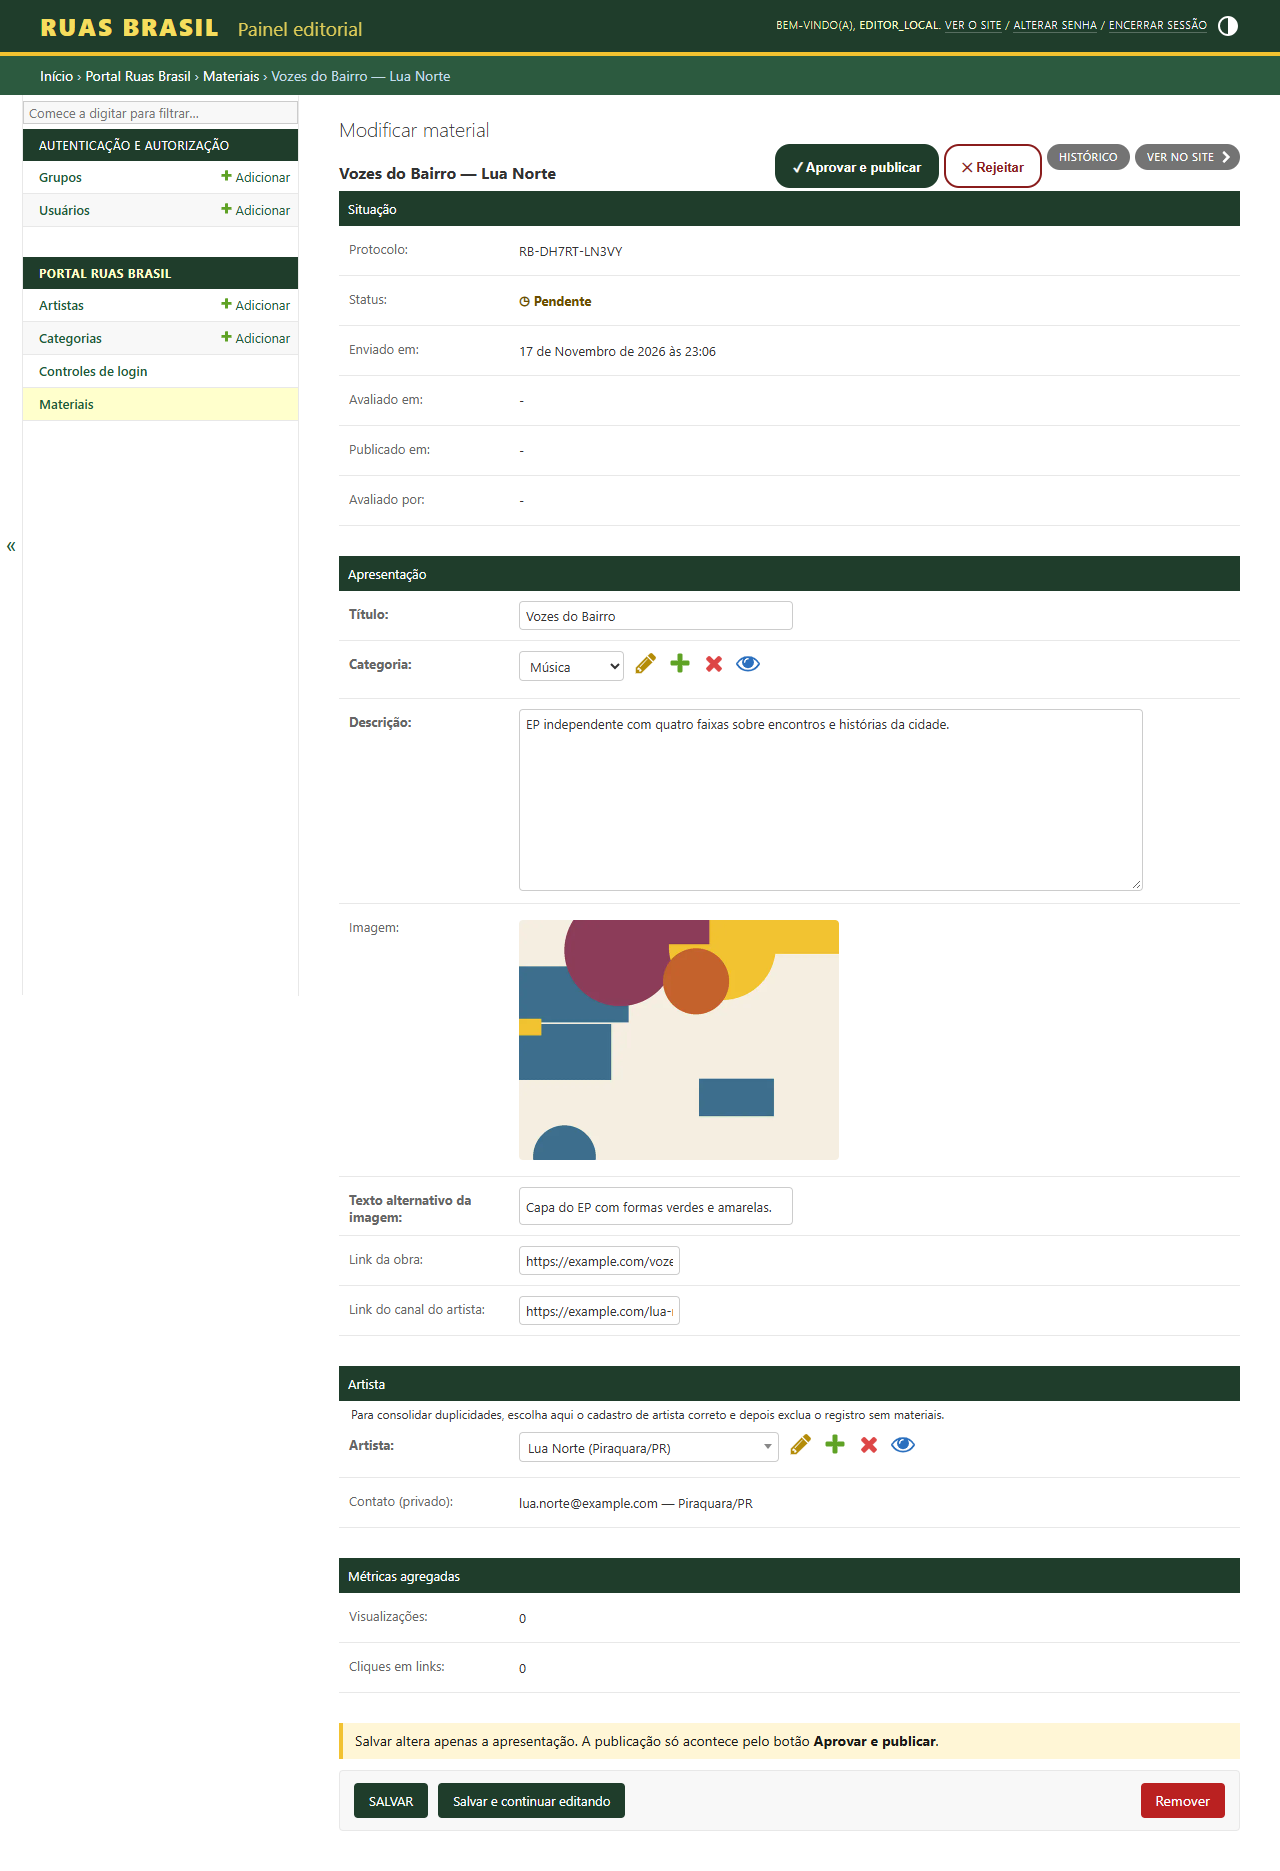 RUAS BRASIL Painel editorial
BEM-VINDO(A), EDITOR_LOCAL. VER O SITE / ALTERAR SENHA / ENCERRAR SESSÃO
Início › Portal Ruas Brasil › Materiais › Vozes do Bairro — Lua Norte
Comece a digitar para filtrar...
AUTENTICAÇÃO E AUTORIZAÇÃO
Grupos Adicionar
Usuários Adicionar
PORTAL RUAS BRASIL
Artistas Adicionar
Categorias Adicionar
Controles de login
Materiais
«
Modificar material
Vozes do Bairro — Lua Norte
✓ Aprovar e publicar
✕ Rejeitar
HISTÓRICO
VER NO SITE
Situação
Protocolo: RB-DH7RT-LN3VY
Status: Pendente
Enviado em: 17 de Novembro de 2026 às 23:06
Avaliado em: -
Publicado em: -
Avaliado por: -
Apresentação
Título: Vozes do Bairro
Categoria: Música
Descrição: EP independente com quatro faixas sobre encontros e histórias da cidade.
Imagem:
Texto alternativo da
imagem:
Capa do EP com formas verdes e amarelas.
Link da obra: https://example.com/voze
Link do canal do artista: https://example.com/lua-
Artista
Para consolidar duplicidades, escolha aqui o cadastro de artista correto e depois exclua o registro sem materiais.
Artista: Lua Norte (Piraquara/PR)
Contato (privado): lua.norte@example.com — Piraquara/PR
Métricas agregadas
Visualizações: 0
Cliques em links: 0
Salvar altera apenas a apresentação. A publicação só acontece pelo botão Aprovar e publicar.
SALVAR
Salvar e continuar editando
Remover